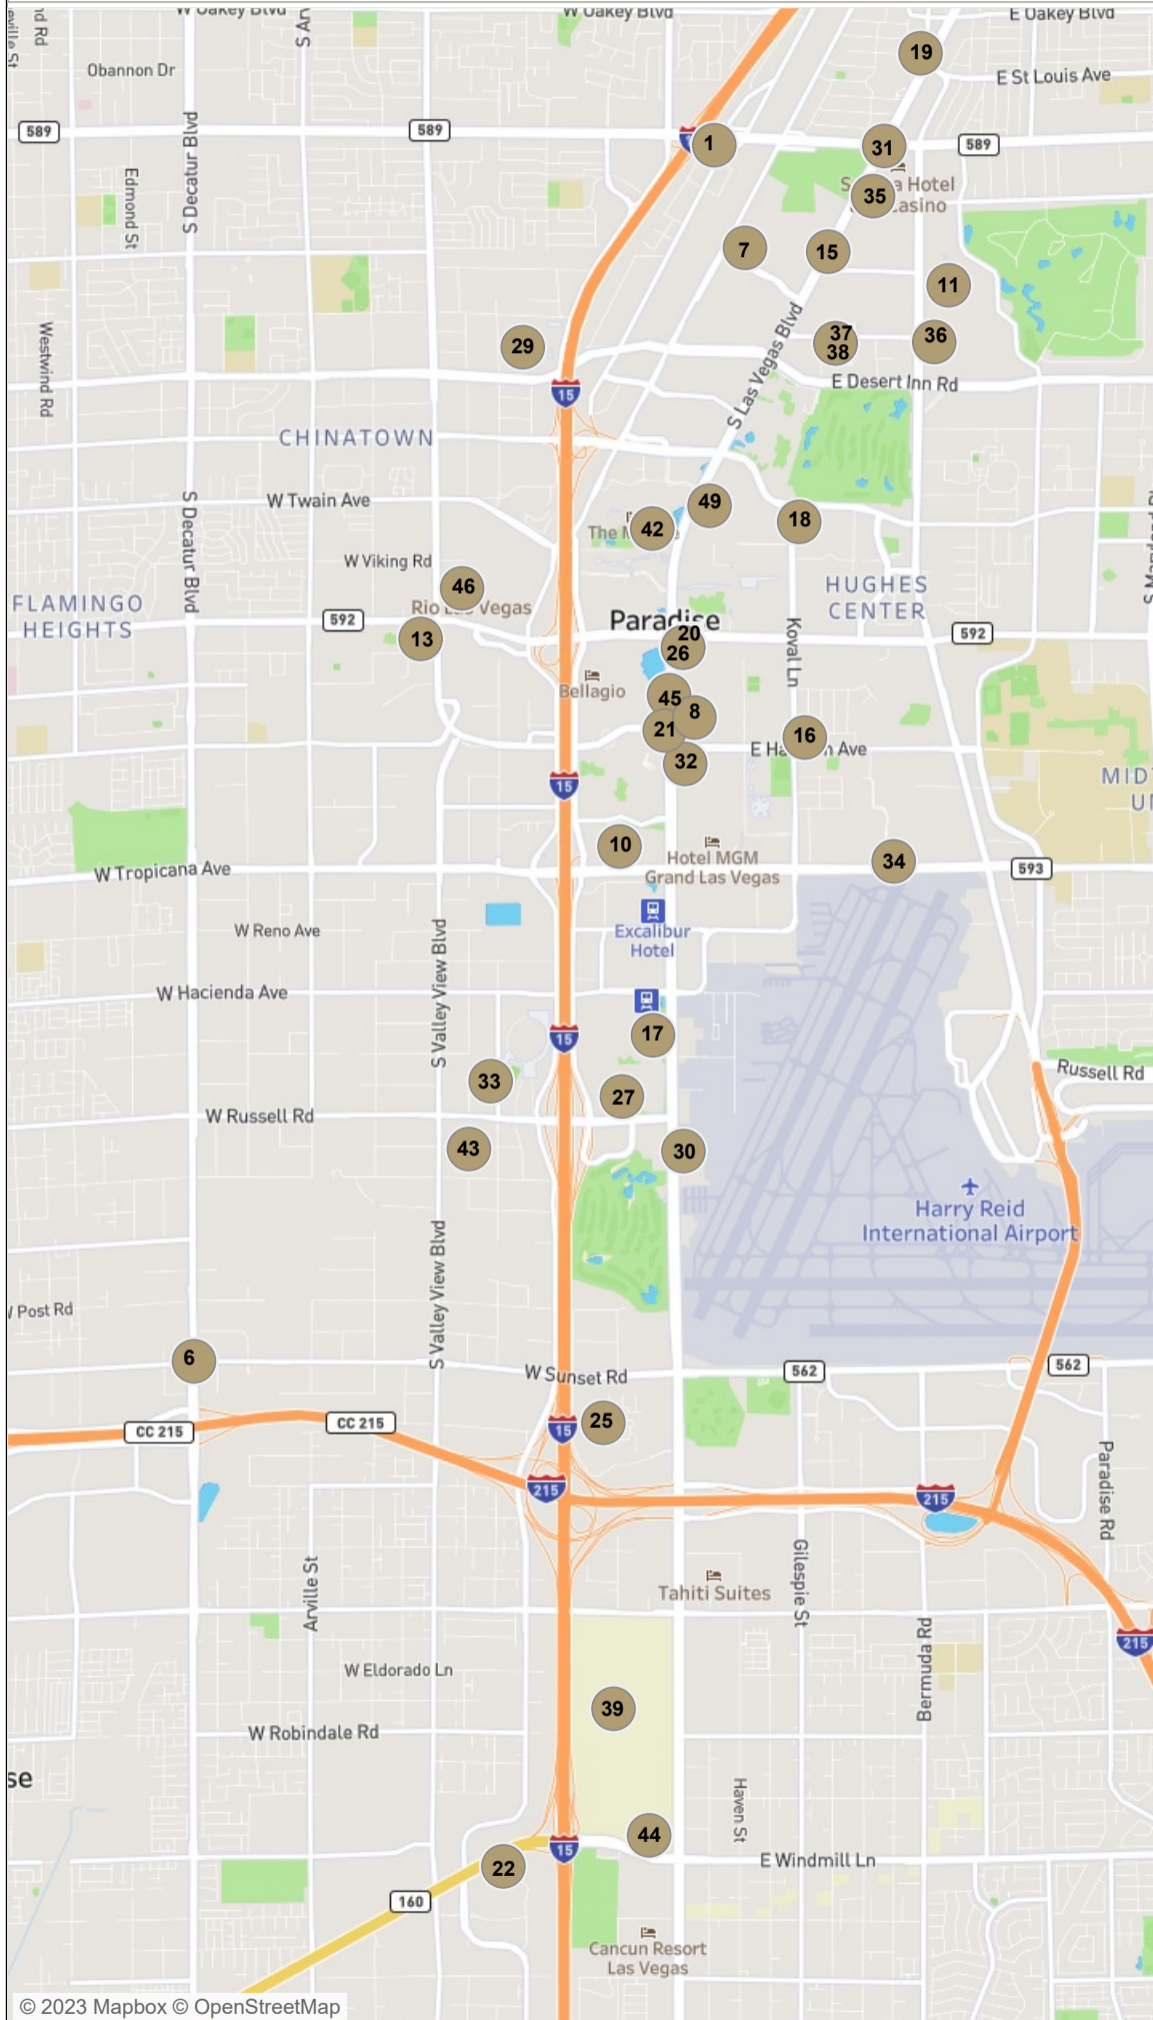 W Oakey Blvd
W Oakey Blvd
E Oakey Blvd
19
Obannon Dr
E St Louis Ave
589
589
1
31
589
S Decatur Blvd
Edmond St
35
Hotel
7
15
11
Westwind Rd
29
37
38
36
S Las Vegas Blvd
15
E Desert Inn Rd
CHINATOWN
W Twain Ave
49
18
42
The
S Decatur Blvd
W Viking Rd
46
HUGHES
CENTER
FLAMINGO
HEIGHTS
Rio Vegas
592
Paradise
592
13
20
26
Koval Ln
Bellagio
45
8
21
16
E Ave
32
15
10
Hotel MGM
Grand Las Vegas
34
W Tropicana Ave
593
W Reno Ave
Excalibur
Hotel
S Valley View Blvd
W Hacienda Ave
17
15
33
Russell Rd
27
W Russell Rd
43
30
Harry Reid
International Airport
S Valley View Blvd
Post Rd
6
W Sunset Rd
562
562
25
CC 215
CC 215
15
215
215
Paradise Rd
Arville St
Tahiti Suites
Gilespie St
Bermuda Rd
215
W Eldorado Ln
39
W Robindale Rd
Haven St
44
15
22
E Windmill Ln
160
Cancun Resort
Las Vegas
© 2023 Mapbox © OpenStreetMap